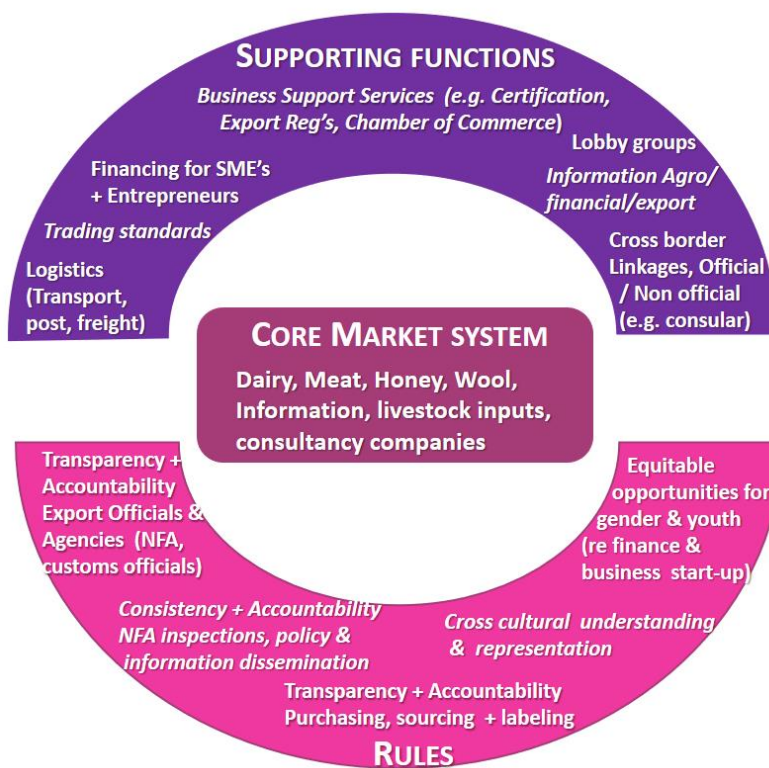 SUPPORTING FUNCTIONS
Business Support Services (e.g. Certification,
Export Reg's, Chamber of Commerce)
Lobby groups
Financing for SME's
+ Entrepreneurs
Information Agro/
financial/export
Trading standards
Cross border
Linkages, Official
/ Non official
(e.g. consular)
Logistics
(Transport,
post, freight)
CORE MARKET SYSTEM
Dairy, Meat, Honey, Wool,
Information, livestock inputs,
consultancy companies
Transparency +
Accountability
Export Officials &
Agencies (NFA,
customs officials)
Equitable
opportunities for
gender & youth
(re finance &
business start-up)
Consistency + Accountability
NFA inspections, policy &
information dissemination
Cross cultural understanding
& representation
Transparency + Accountability
Purchasing, sourcing + labeling
RULES